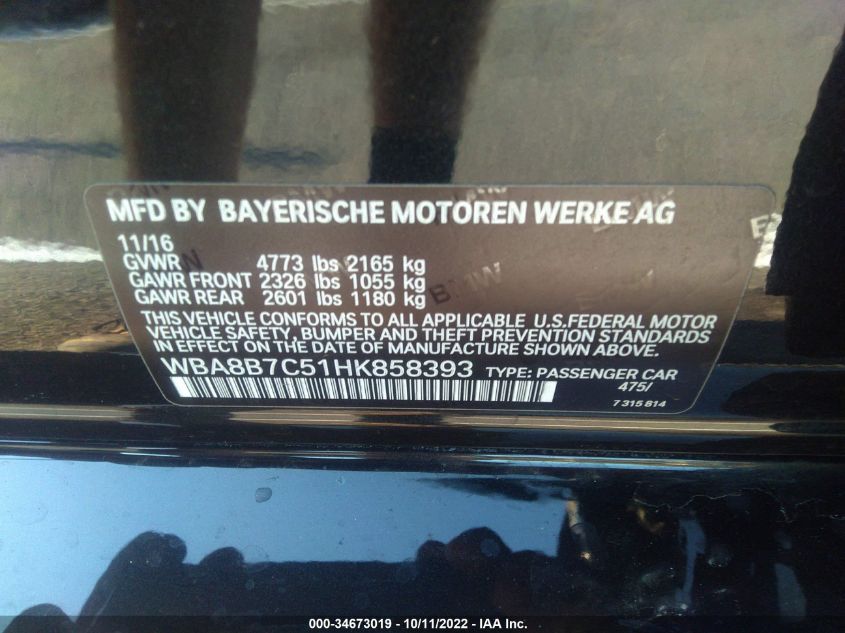 MFD BY BAYERISCHE MOTOREN WERKE AG
11/16
GVWR 4773 lbs 2165 kg
GAWR FRONT 2326 lbs 1055 kg
GAWR REAR 2601 lbs 1180 kg
THIS VEHICLE CONFORMS TO ALL APPLICABLE U.S.FEDERAL MOTOR
VEHICLE SAFETY, BUMPER AND THEFT PREVENTION STANDARDS
IN EFFECT ON THE DATE OF MANUFACTURE SHOWN ABOVE.
WBA8B7C51HK858393 TYPE: PASSENGER CAR
475/
7 315 814
000-34673019 - 10/11/2022 - IAA Inc.